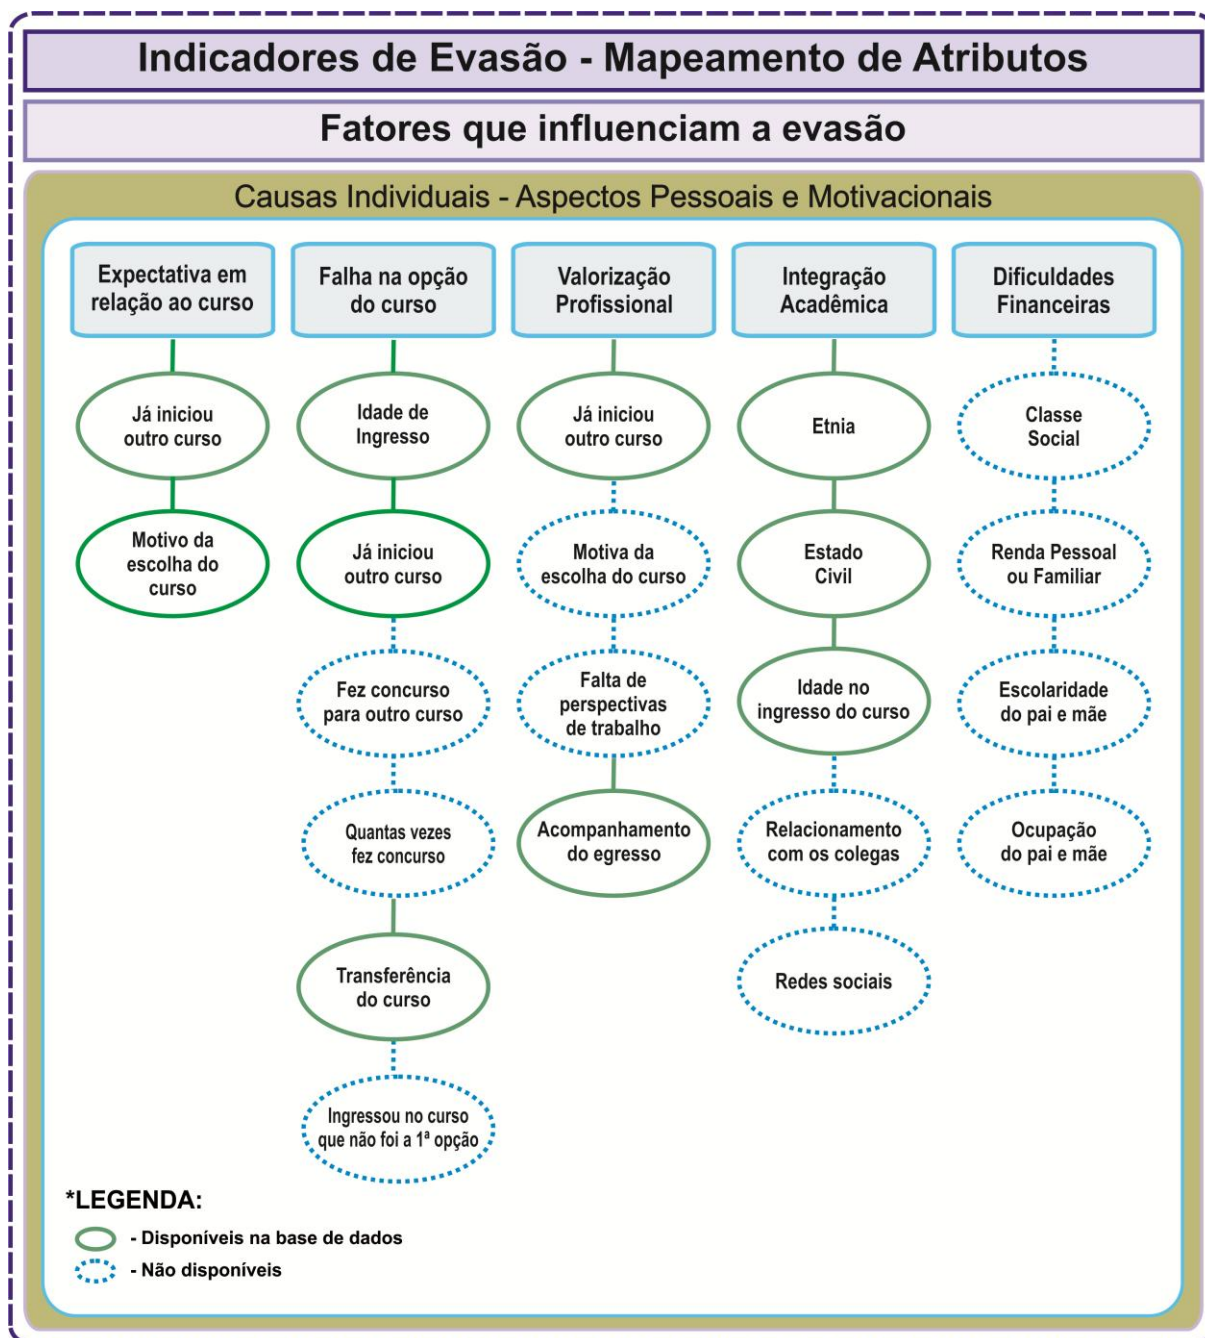 Indicadores de Evasão - Mapeamento de Atributos
Fatores que influenciam a evasão
Causas Individuais - Aspectos Pessoais e Motivacionais
Expectativa em
relação ao curso
Já iniciou
outro curso
Motivo da
escolha do
curso
Falha na opção
do curso
Idade de
Ingresso
Já iniciou
outro curso
Fez concurso
para outro curso
Quantas vezes
fez concurso
Transferência
do curso
Ingressou no curso
que não foi a 1ª opção
Valorização
Profissional
Já iniciou
outro curso
Motiva da
escolha do curso
Falta de
perspectivas
de trabalho
Acompanhamento
do egresso
Integração
Acadêmica
Etnia
Estado
Civil
Idade no
ingresso do curso
Relacionamento
com os colegas
Redes sociais
Dificuldades
Financeiras
Classe
Social
Renda Pessoal
ou Familiar
Escolaridade
do pai e mãe
Ocupação
do pai e mãe
*LEGENDA:
- Disponíveis na base de dados
- Não disponíveis